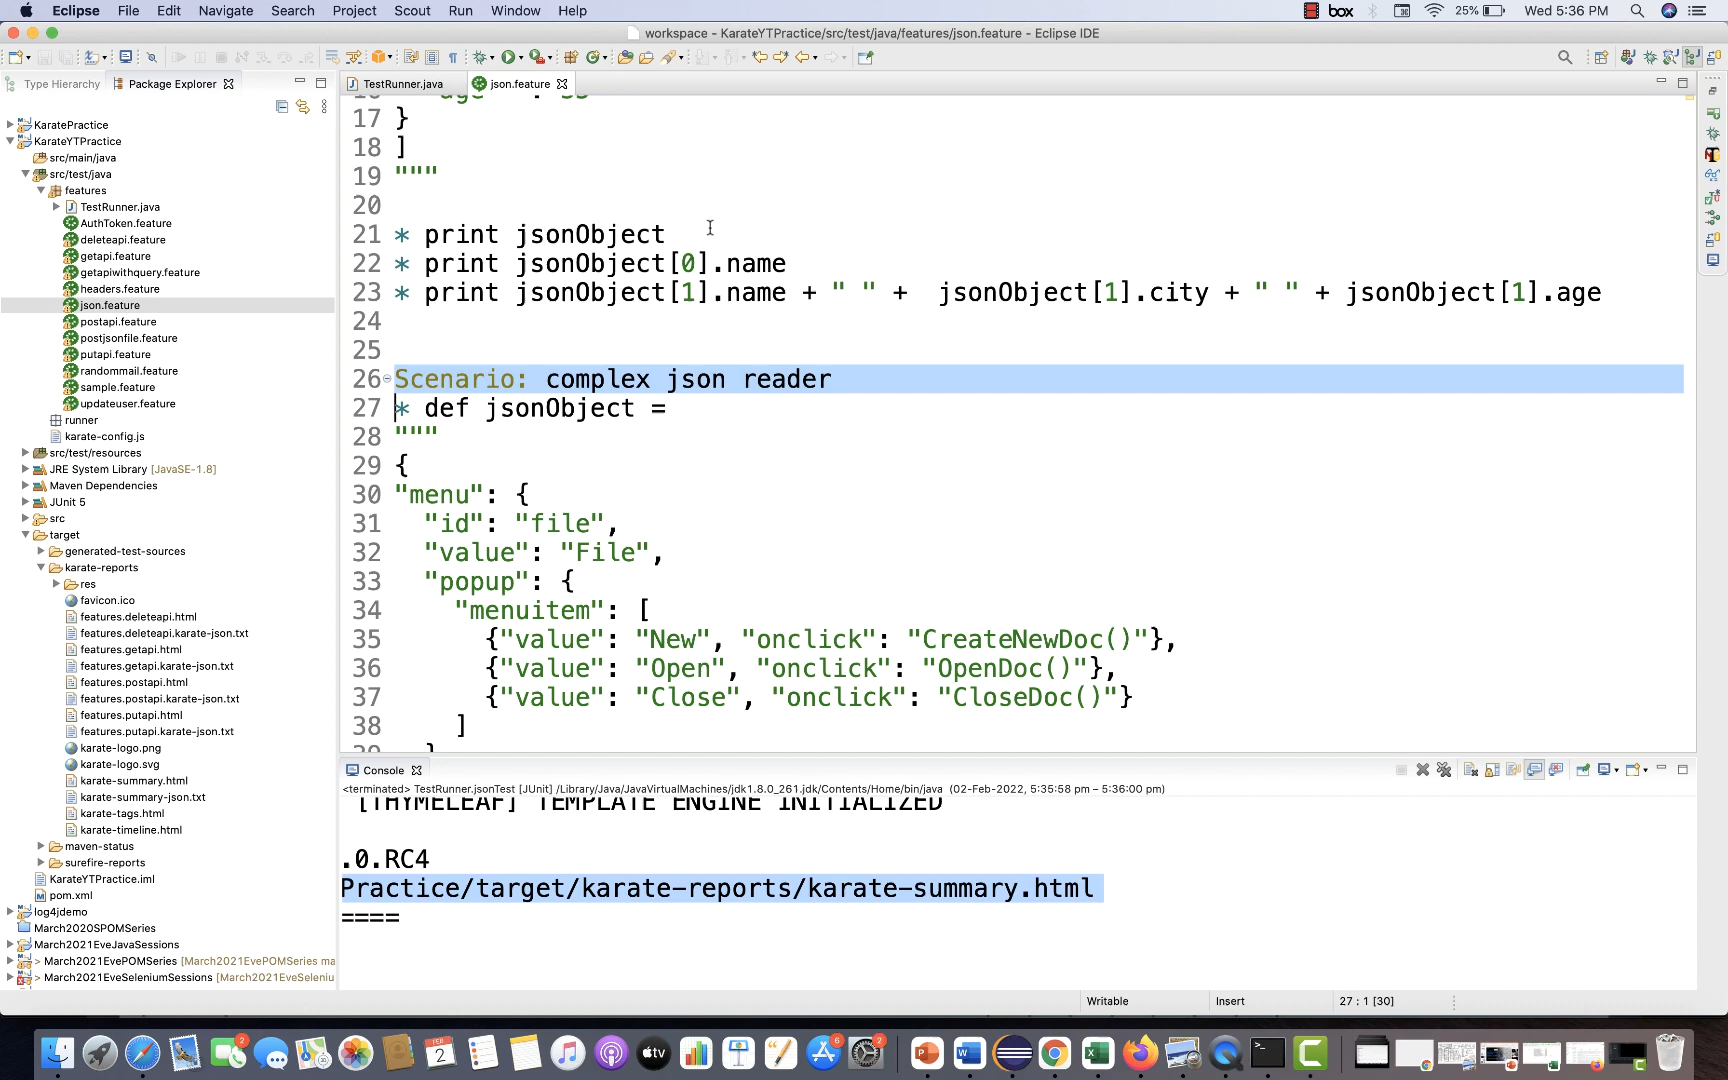 Eclipse File Edit Navigate Search Project Scout Run Window Help
box 25% Wed 5:36 PM
workspace - KarateYTPractice/src/test/java/features/json.feature - Eclipse IDE
Type Hierarchy Package Explorer
TestRunner.java json.feature
KaratePractice
KarateYTPractice
src/main/java
src/test/java
features
TestRunner.java
AuthToken.feature
deleteapi.feature
getapi.feature
getapiwithquery.feature
headers.feature
json.feature
postapi.feature
postjsonfile.feature
putapi.feature
randommail.feature
sample.feature
updateuser.feature
runner
karate-config.js
src/test/resources
JRE System Library [JavaSE-1.8]
Maven Dependencies
JUnit 5
src
target
generated-test-sources
karate-reports
res
favicon.ico
features.deleteapi.html
features.deleteapi.karate-json.txt
features.getapi.html
features.getapi.karate-json.txt
features.postapi.html
features.postapi.karate-json.txt
features.putapi.html
features.putapi.karate-json.txt
karate-logo.png
karate-logo.svg
karate-summary.html
karate-summary-json.txt
karate-tags.html
karate-timeline.html
maven-status
surefire-reports
KarateYTPractice.iml
pom.xml
log4jdemo
March2020SPOMSeries
March2021EveJavaSessions
> March2021EvePOMSeries [March2021EvePOMSeries ma
> March2021EveSeleniumSessions [March2021EveSeleniu
17 }
18 ]
19 """
20
21 * print jsonObject
22 * print jsonObject[0].name
23 * print jsonObject[1].name + " " + jsonObject[1].city + " " + jsonObject[1].age
24
25
26 Scenario: complex json reader
27 * def jsonObject =
28 """
29 {
30 "menu": {
31 "id": "file",
32 "value": "File",
33 "popup": {
34 "menuitem": [
35 {"value": "New", "onclick": "CreateNewDoc()"},
36 {"value": "Open", "onclick": "OpenDoc()"},
37 {"value": "Close", "onclick": "CloseDoc()"}
38 ]
Console
<terminated> TestRunner.jsonTest [JUnit] /Library/Java/JavaVirtualMachines/jdk1.8.0_261.jdk/Contents/Home/bin/java (02-Feb-2022, 5:35:58 pm – 5:36:00 pm)
[THYMELEAF] TEMPLATE ENGINE INITIALIZED
.0.RC4
Practice/target/karate-reports/karate-summary.html
====
Writable Insert 27 : 1 [30]